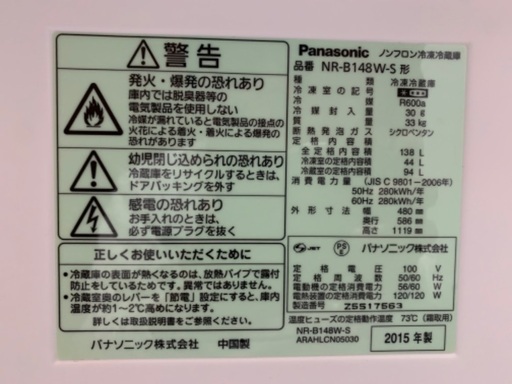 警告
発火・爆発の恐れあり
庫内では脱臭器等の
電気製品を使用しない
冷媒が漏れていると電気製品の接点の
火花による着火・着火による爆発の
恐れあり
幼児閉じ込められの恐れあり
冷蔵庫をリサイクルするときは、
ドアパッキングを外す
感電の恐れあり
お手入れのときは、
必ず電源プラグを抜く
正しくお使いいただくために
●冷蔵庫の表面が熱くなるのは、放熱パイプで露付
防止をしているためです。異常ではありません。
●冷蔵室奥のレバーを「節電」設定にすると、庫内
温度が約1~2℃高めになります。
詳しくは取扱説明書をご覧ください。
パナソニック株式会社 中国製
Panasonic ノンフロン冷凍冷蔵庫
品番 NR-B148W-S 形
種類 冷凍冷蔵庫
冷凍室の記号
冷媒 R600a
冷媒封入量 30g
質量 33kg
断熱発泡ガス シクロペンタン
定格内容積
全定格内容積 138 L
冷凍室の定格内容積 44 L
冷蔵室の定格内容積 94 L
消費電力量 (JIS C 9801-2006年)
50Hz 280kWh/年
60Hz 280kWh/年
外形寸法 幅 480 mm
奥行 586 mm
高さ 1119 mm
JET PS E パナソニック株式会社
定格電圧 100 V
定格周波数 50/60 Hz
電動機の定格消費電力 56/60 W
電熱装置の定格消費電力 120/120 W
製造番号 Z5517563
温度ヒューズの定格動作温度 73℃ (霜取用)
NR-B148W-S
ARAHLCN05030 2015 年製